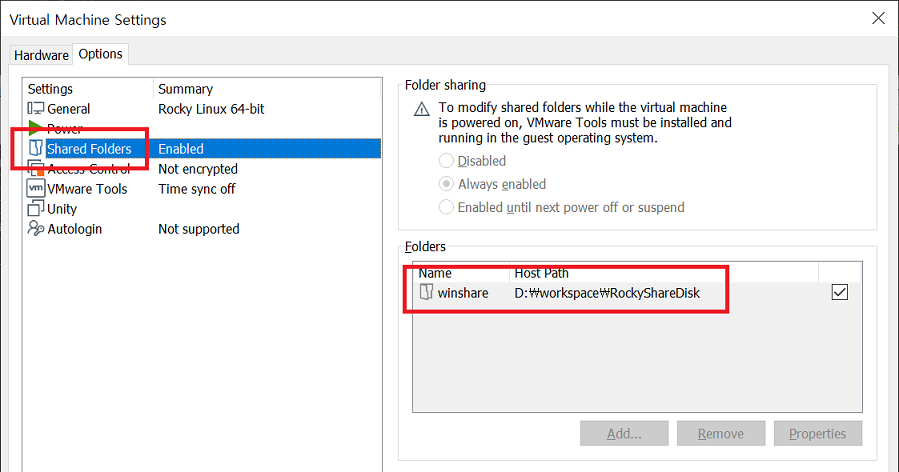 Virtual Machine Settings
Hardware Options
Settings Summary
General Rocky Linux 64-bit
Power
Shared Folders Enabled
Access Control Not encrypted
vm VMware Tools Time sync off
Unity
Autologin Not supported
Folder sharing
To modify shared folders while the virtual machine
is powered on, VMware Tools must be installed and
running in the guest operating system.
Disabled
Always enabled
Enabled until next power off or suspend
Folders
Name Host Path
winshare D:₩workspace₩RockyShareDisk
Add... Remove Properties